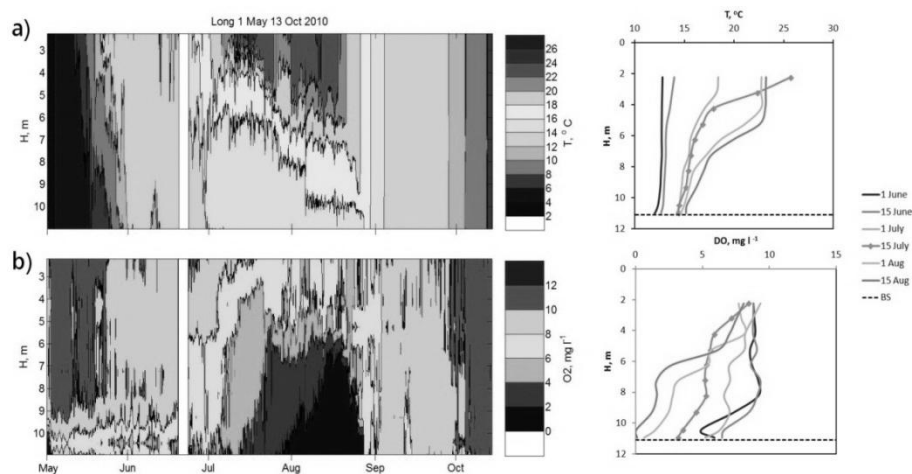 Long 1 May 13 Oct 2010
a)
H, m
3
4
5
6
7
8
9
10
26
24
22
20
18
16
14
12
10
8
6
4
2
T, ° C
T, °C
10 15 20 25 30
0
2
4
6
8
10
12
H, m
1 June
15 June
1 July
15 July
1 Aug
15 Aug
BS
b)
H, m
3
4
5
6
7
8
9
10
May Jun Jul Aug Sep Oct
12
10
8
6
4
2
0
O2, mg l⁻¹
DO, mg l ⁻¹
0 5 10 15
0
2
4
6
8
10
12
H, m